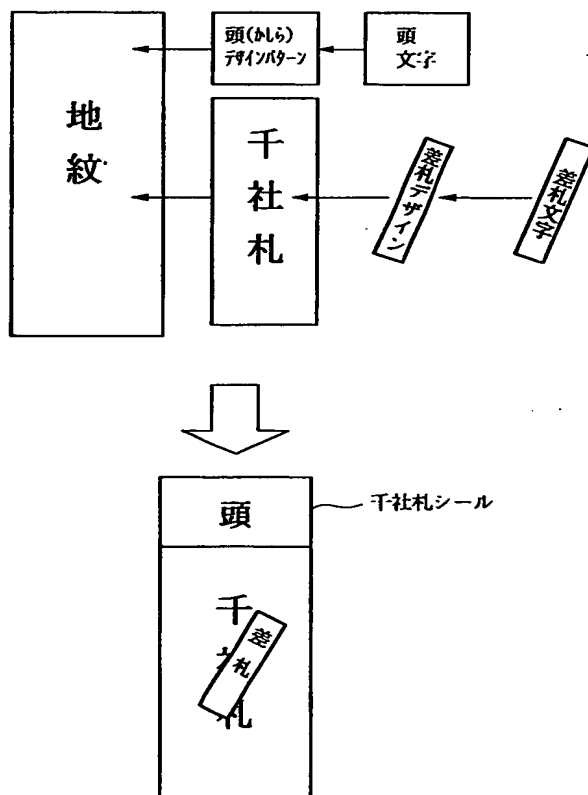 地紋
頭(かしら)
デザインパターン
頭
文字
千社札
差札デザイン
差札文字
頭
千社札シール
千 札
差札